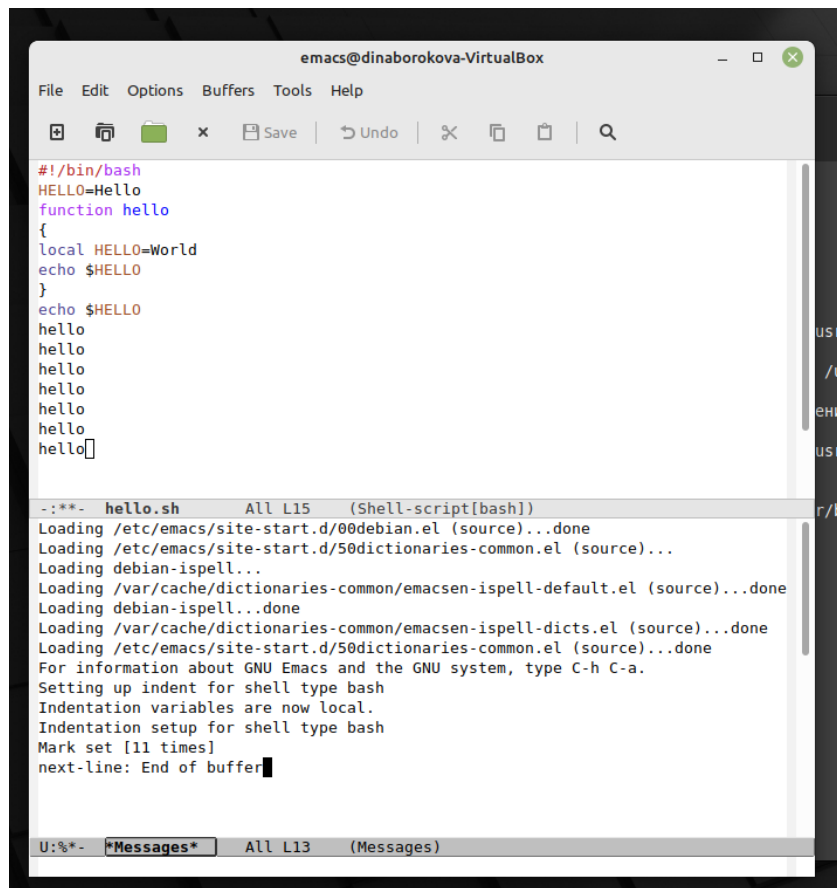 emacs@dinaborokova-VirtualBox
File Edit Options Buffers Tools Help
Save Undo
#!/bin/bash
HELLO=Hello
function hello
{
local HELLO=World
echo $HELLO
}
echo $HELLO
hello
hello
hello
hello
hello
hello
hello
-:**- hello.sh All L15 (Shell-script[bash])
Loading /etc/emacs/site-start.d/00debian.el (source)...done
Loading /etc/emacs/site-start.d/50dictionaries-common.el (source)...
Loading debian-ispell...
Loading /var/cache/dictionaries-common/emacsen-ispell-default.el (source)...done
Loading debian-ispell...done
Loading /var/cache/dictionaries-common/emacsen-ispell-dicts.el (source)...done
Loading /etc/emacs/site-start.d/50dictionaries-common.el (source)...done
For information about GNU Emacs and the GNU system, type C-h C-a.
Setting up indent for shell type bash
Indentation variables are now local.
Indentation setup for shell type bash
Mark set [11 times]
next-line: End of buffer
U:%*- *Messages* All L13 (Messages)